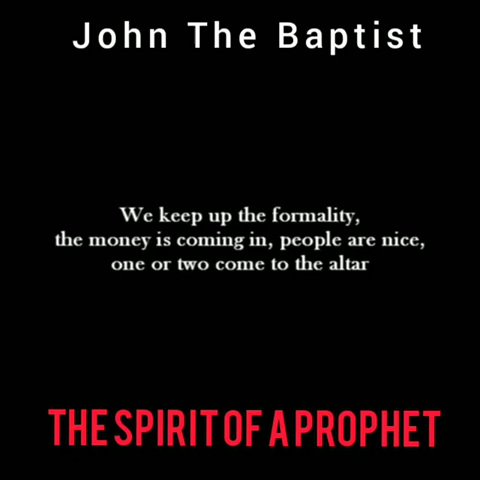 John The Baptist
We keep up the formality,
the money is coming in, people are nice,
one or two come to the altar
THE SPIRIT OF A PROPHET